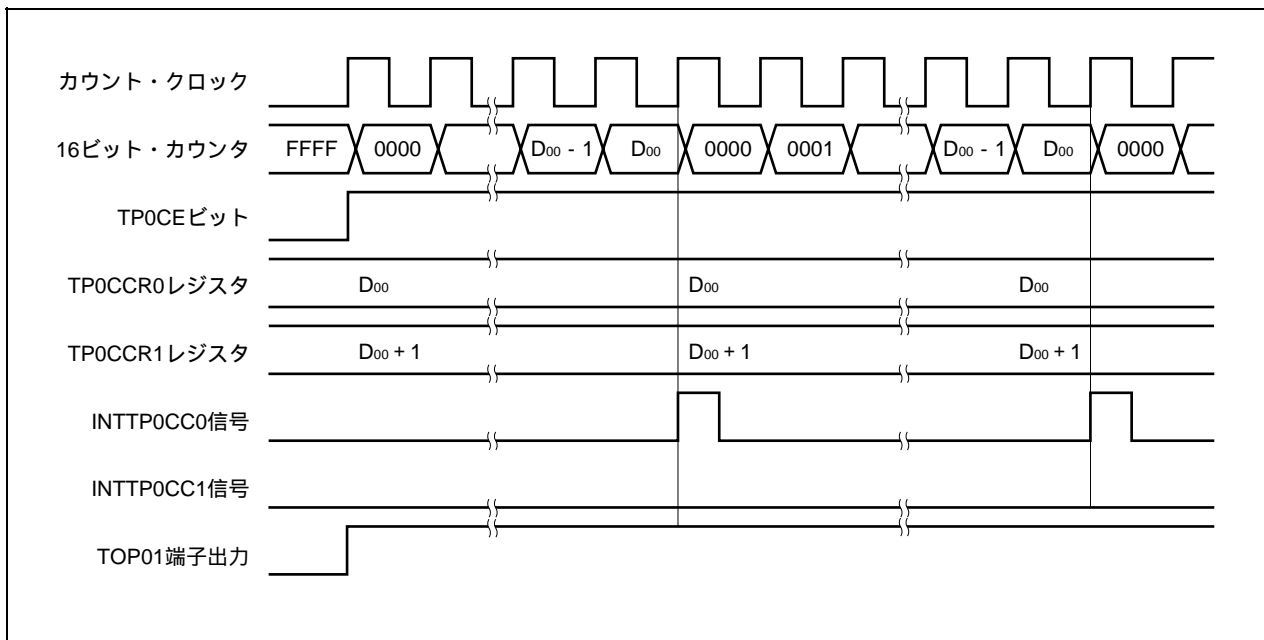 カウント・クロック
16ビット・カウンタ FFFF 0000 D00 - 1 D00 0000 0001 D00 - 1 D00 0000
TP0CEビット
TP0CCR0レジスタ D00 D00 D00
TP0CCR1レジスタ D00 + 1 D00 + 1 D00 + 1
INTTP0CC0信号
INTTP0CC1信号
TOP01端子出力